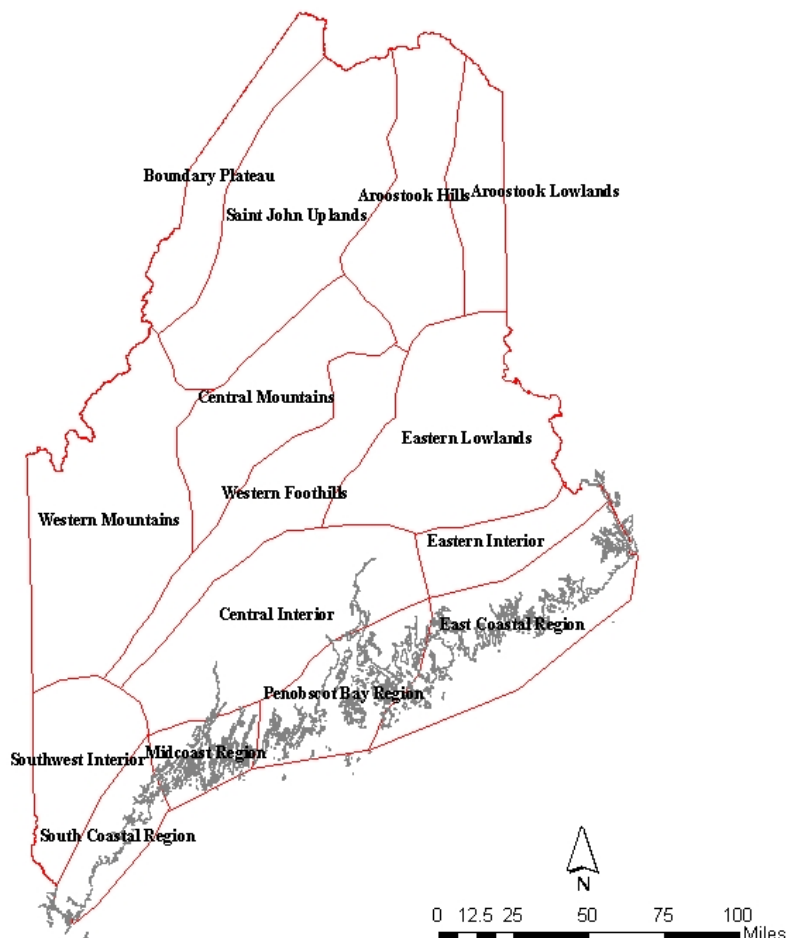 Boundary Plateau
Aroostook Hills
Aroostook Lowlands
Saint John Uplands
Central Mountains
Eastern Lowlands
Western Foothills
Western Mountains
Eastern Interior
Central Interior
East Coastal Region
Penobscot Bay Region
Midcoast Region
Southwest Interior
South Coastal Region
N
0 12.5 25 50 75 100
Miles